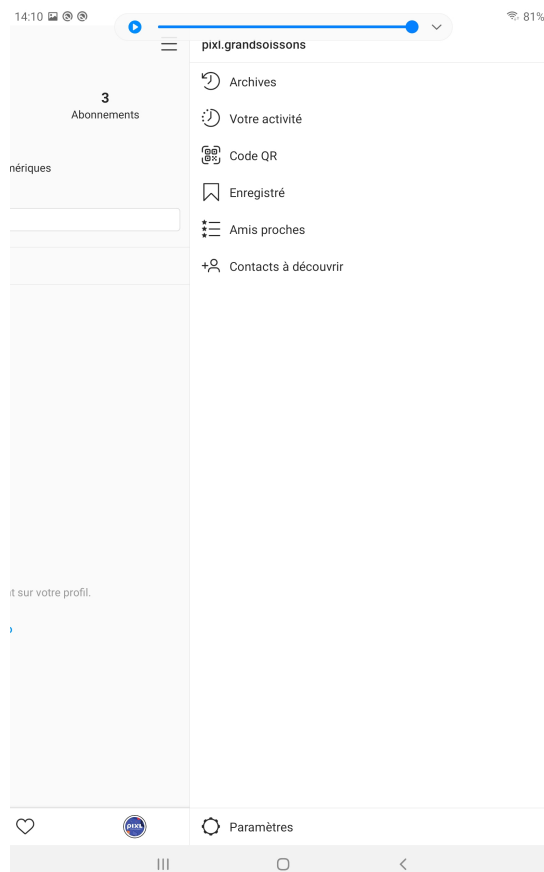 14:10 81%
pixl.grandsoissons
3
Abonnements
nériques
t sur votre profil.
Archives
Votre activité
Code QR
Enregistré
Amis proches
Contacts à découvrir
PIXL
Paramètres